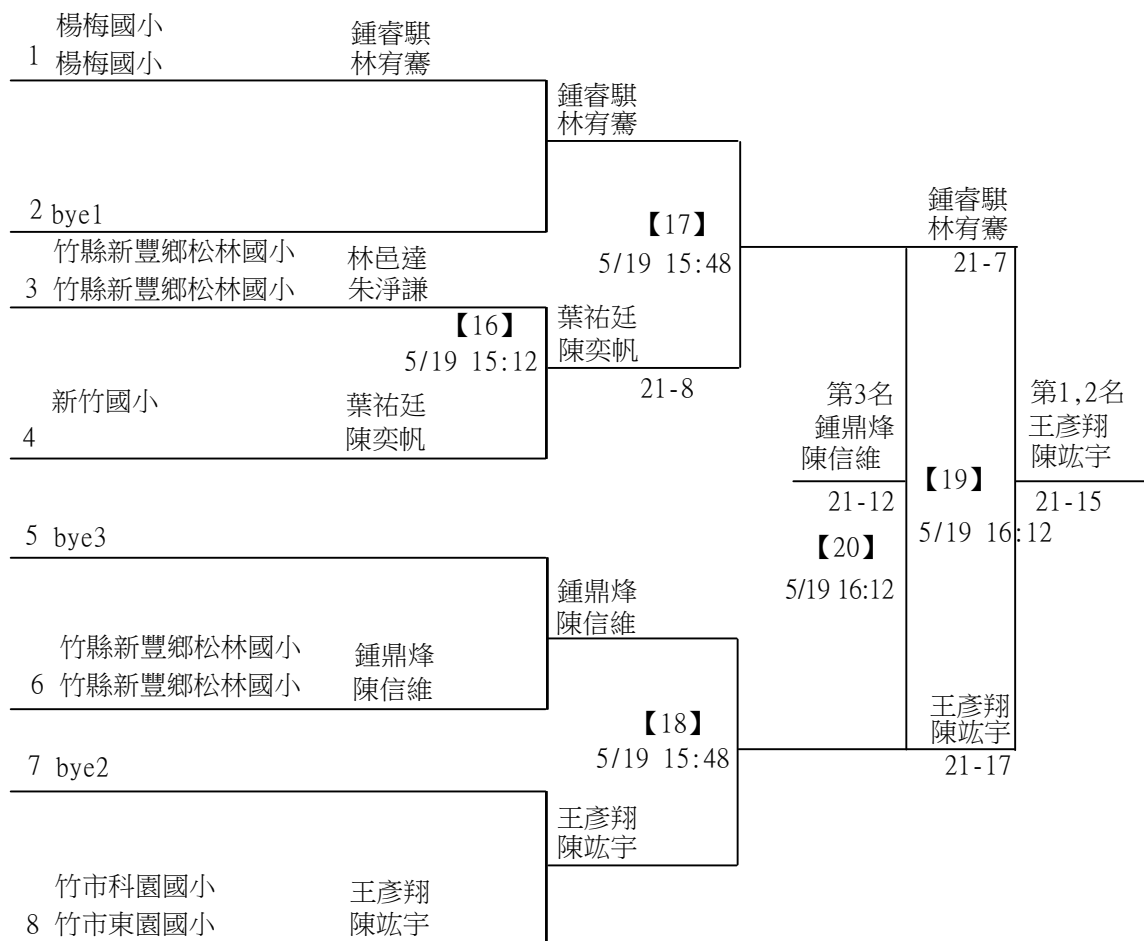 楊梅國小 鍾睿騏
1 楊梅國小 林宥騫
鍾睿騏
林宥騫
2 bye1
竹縣新豐鄉松林國小 林邑達
3 竹縣新豐鄉松林國小 朱淨謙
【17】
5/19 15:48
鍾睿騏
林宥騫
21-7
【16】
5/19 15:12
葉祐廷
陳奕帆
21-8
新竹國小 葉祐廷
4 陳奕帆
第3名
鍾鼎烽
陳信維
21-12
【20】
5/19 16:12
【19】
5/19 16:12
第1,2名
王彥翔
陳竑宇
21-15
5 bye3
鍾鼎烽
陳信維
竹縣新豐鄉松林國小 鍾鼎烽
6 竹縣新豐鄉松林國小 陳信維
【18】
5/19 15:48
王彥翔
陳竑宇
21-17
7 bye2
王彥翔
陳竑宇
竹市科園國小 王彥翔
8 竹市東園國小 陳竑宇